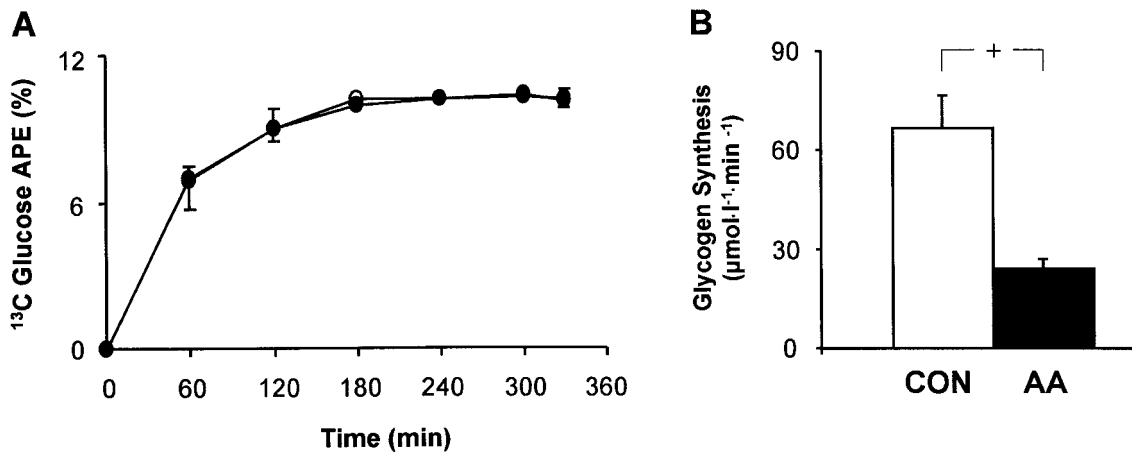 A
¹³C Glucose APE (%)
12
6
0
0 60 120 180 240 300 360
Time (min)
B
Glycogen Synthesis
(µmol·l⁻¹·min ⁻¹)
90
60
30
0
+
CON AA